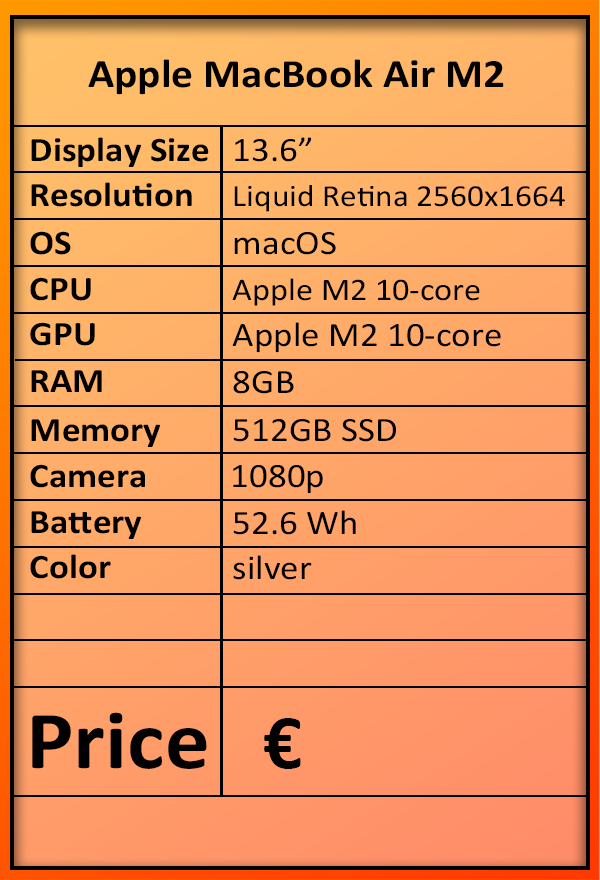 Apple MacBook Air M2
Display Size 13.6”
Resolution Liquid Retina 2560x1664
OS macOS
CPU Apple M2 10-core
GPU Apple M2 10-core
RAM 8GB
Memory 512GB SSD
Camera 1080p
Battery 52.6 Wh
Color silver
Price €